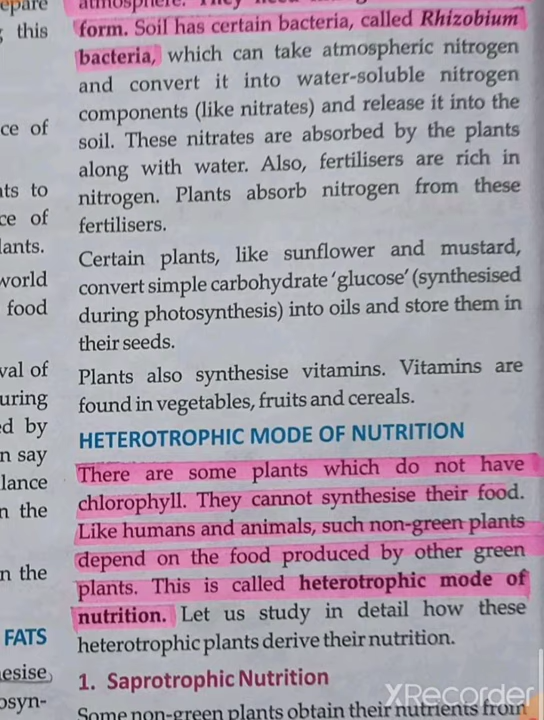 epare
this
ce of
ats to
ce of
lants.
world
food
val of
uring
ed by
n say
lance
n the
n the
FATS
esise
osyn-
atmosphere. They need
form. Soil has certain bacteria, called Rhizobium
bacteria, which can take atmospheric nitrogen
and convert it into water-soluble nitrogen
components (like nitrates) and release it into the
soil. These nitrates are absorbed by the plants
along with water. Also, fertilisers are rich in
nitrogen. Plants absorb nitrogen from these
fertilisers.
Certain plants, like sunflower and mustard,
convert simple carbohydrate 'glucose' (synthesised
during photosynthesis) into oils and store them in
their seeds.
Plants also synthesise vitamins. Vitamins are
found in vegetables, fruits and cereals.
HETEROTROPHIC MODE OF NUTRITION
There are some plants which do not have
chlorophyll. They cannot synthesise their food.
Like humans and animals, such non-green plants
depend on the food produced by other green
plants. This is called heterotrophic mode of
nutrition. Let us study in detail how these
heterotrophic plants derive their nutrition.
1. Saprotrophic Nutrition
Some non-green plants obtain their nutrients from
XRecorder